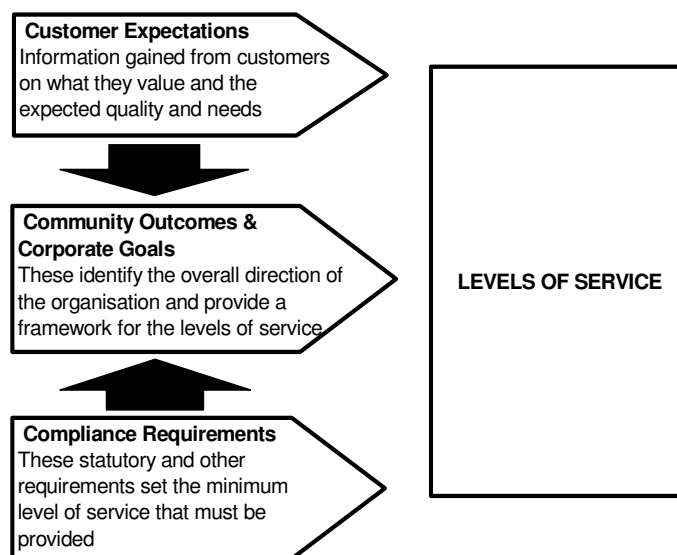 Customer Expectations
Information gained from customers
on what they value and the
expected quality and needs
Community Outcomes &
Corporate Goals
These identify the overall direction of
the organisation and provide a
framework for the levels of service
Compliance Requirements
These statutory and other
requirements set the minimum
level of service that must be
provided
LEVELS OF SERVICE